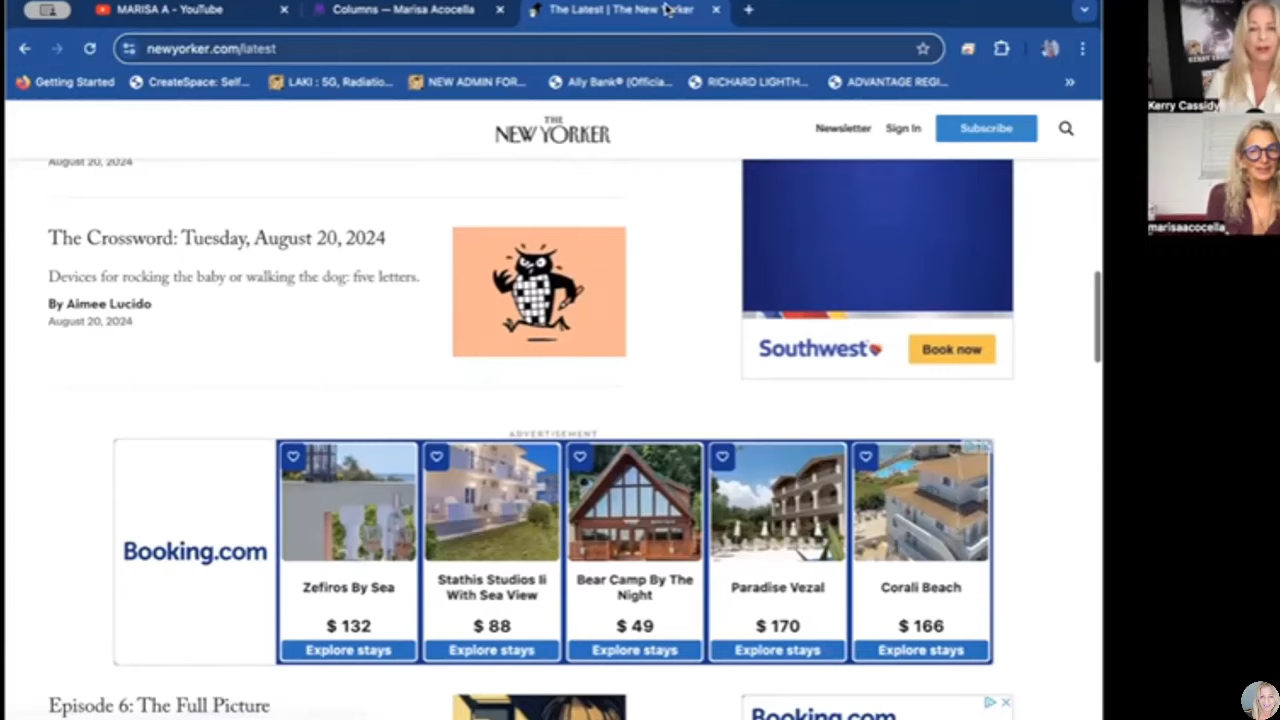 MARISA A - YouTube
Columns — Marisa Acocella
The Latest | The New Yorker
newyorker.com/latest
Getting Started
CreateSpace: Self...
LAKI : 5G, Radiatio...
NEW ADMIN FOR...
Ally Bank® (Officia...
RICHARD LIGHTH...
ADVANTAGE REGI...
»
THE
NEW YORKER
Newsletter
Sign In
Subscribe
August 20, 2024
The Crossword: Tuesday, August 20, 2024
Devices for rocking the baby or walking the dog: five letters.
By Aimee Lucido
August 20, 2024
Southwest
Book now
ADVERTISEMENT
Booking.com
Zefiros By Sea
$ 132
Explore stays
Stathis Studios Ii
With Sea View
$ 88
Explore stays
Bear Camp By The
Night
$ 49
Explore stays
Paradise Vezal
$ 170
Explore stays
Corali Beach
$ 166
Explore stays
Episode 6: The Full Picture
Booking.com
Kerry Cassidy
marisaacocella